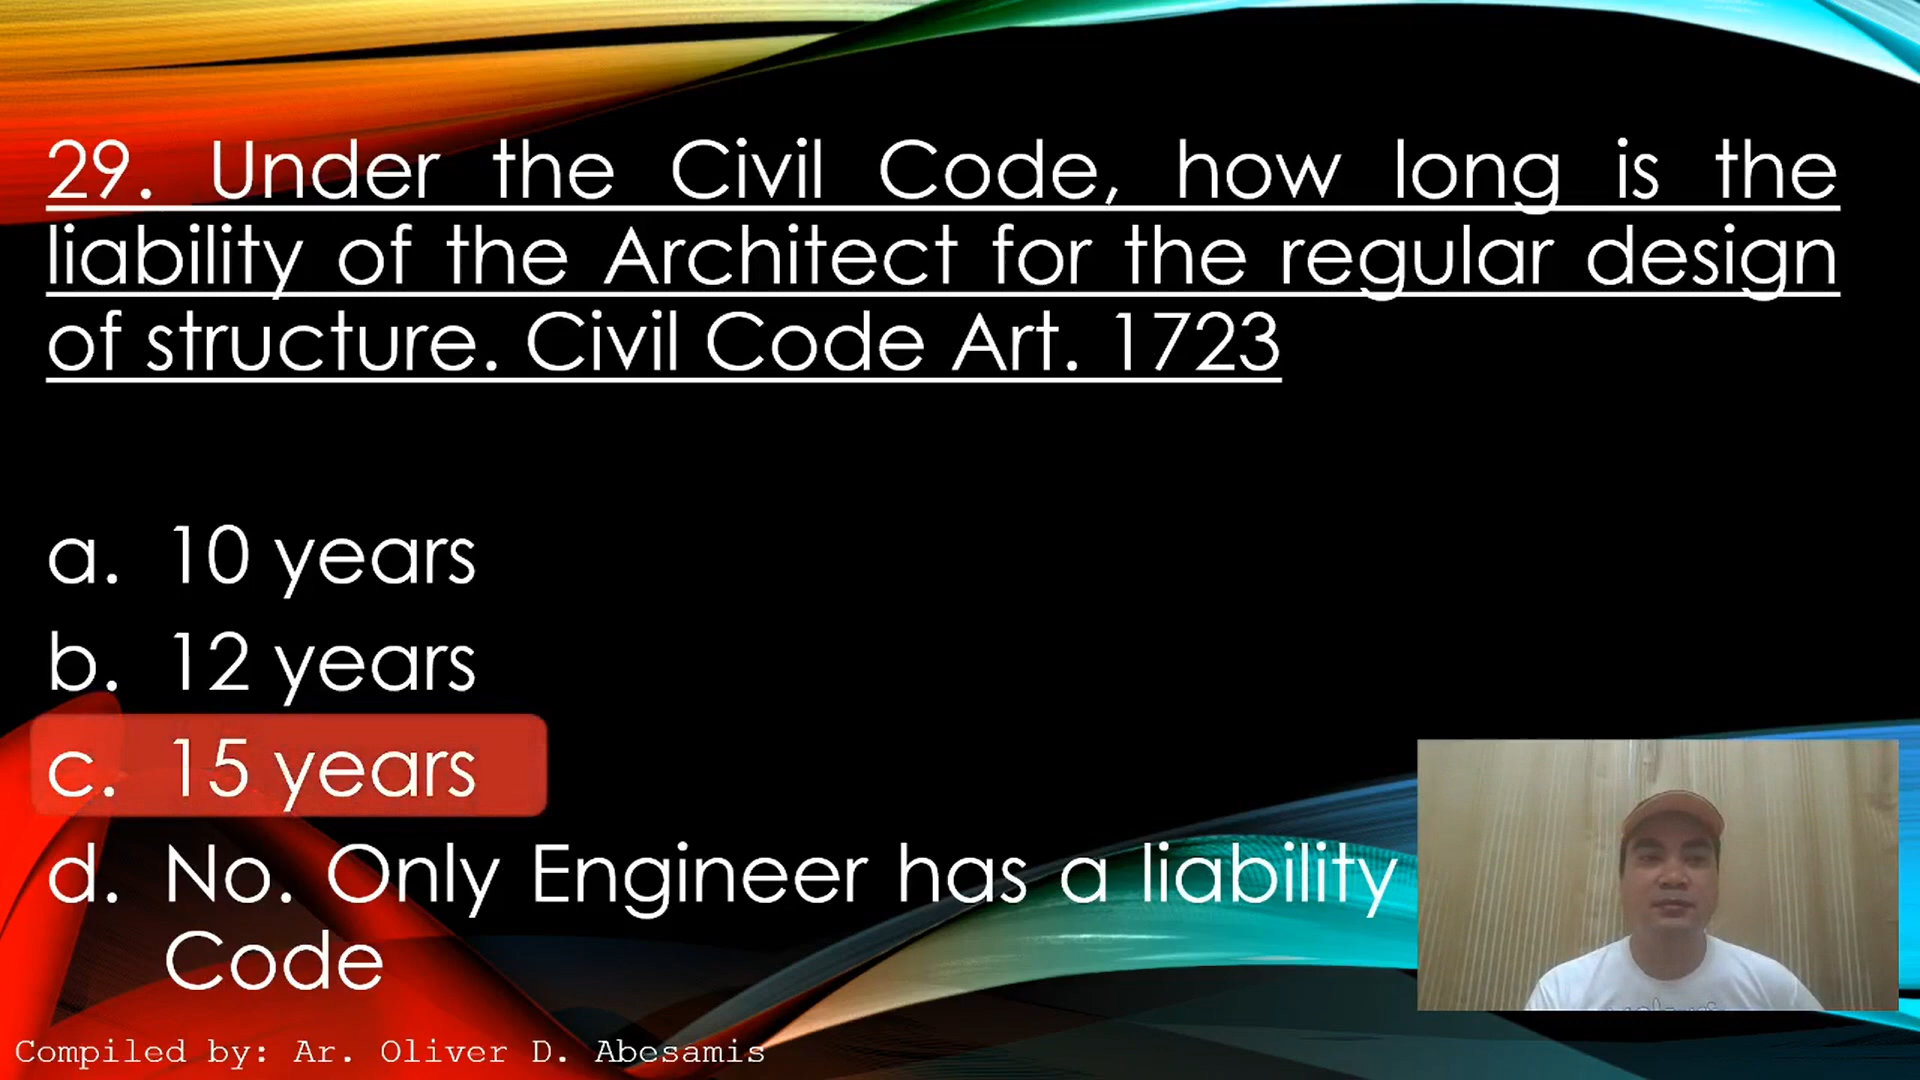 29. Under the Civil Code, how long is the
liability of the Architect for the regular design
of structure. Civil Code Art. 1723
a. 10 years
b. 12 years
c. 15 years
d. No. Only Engineer has a liability
Code
Compiled by: Ar. Oliver D. Abesamis